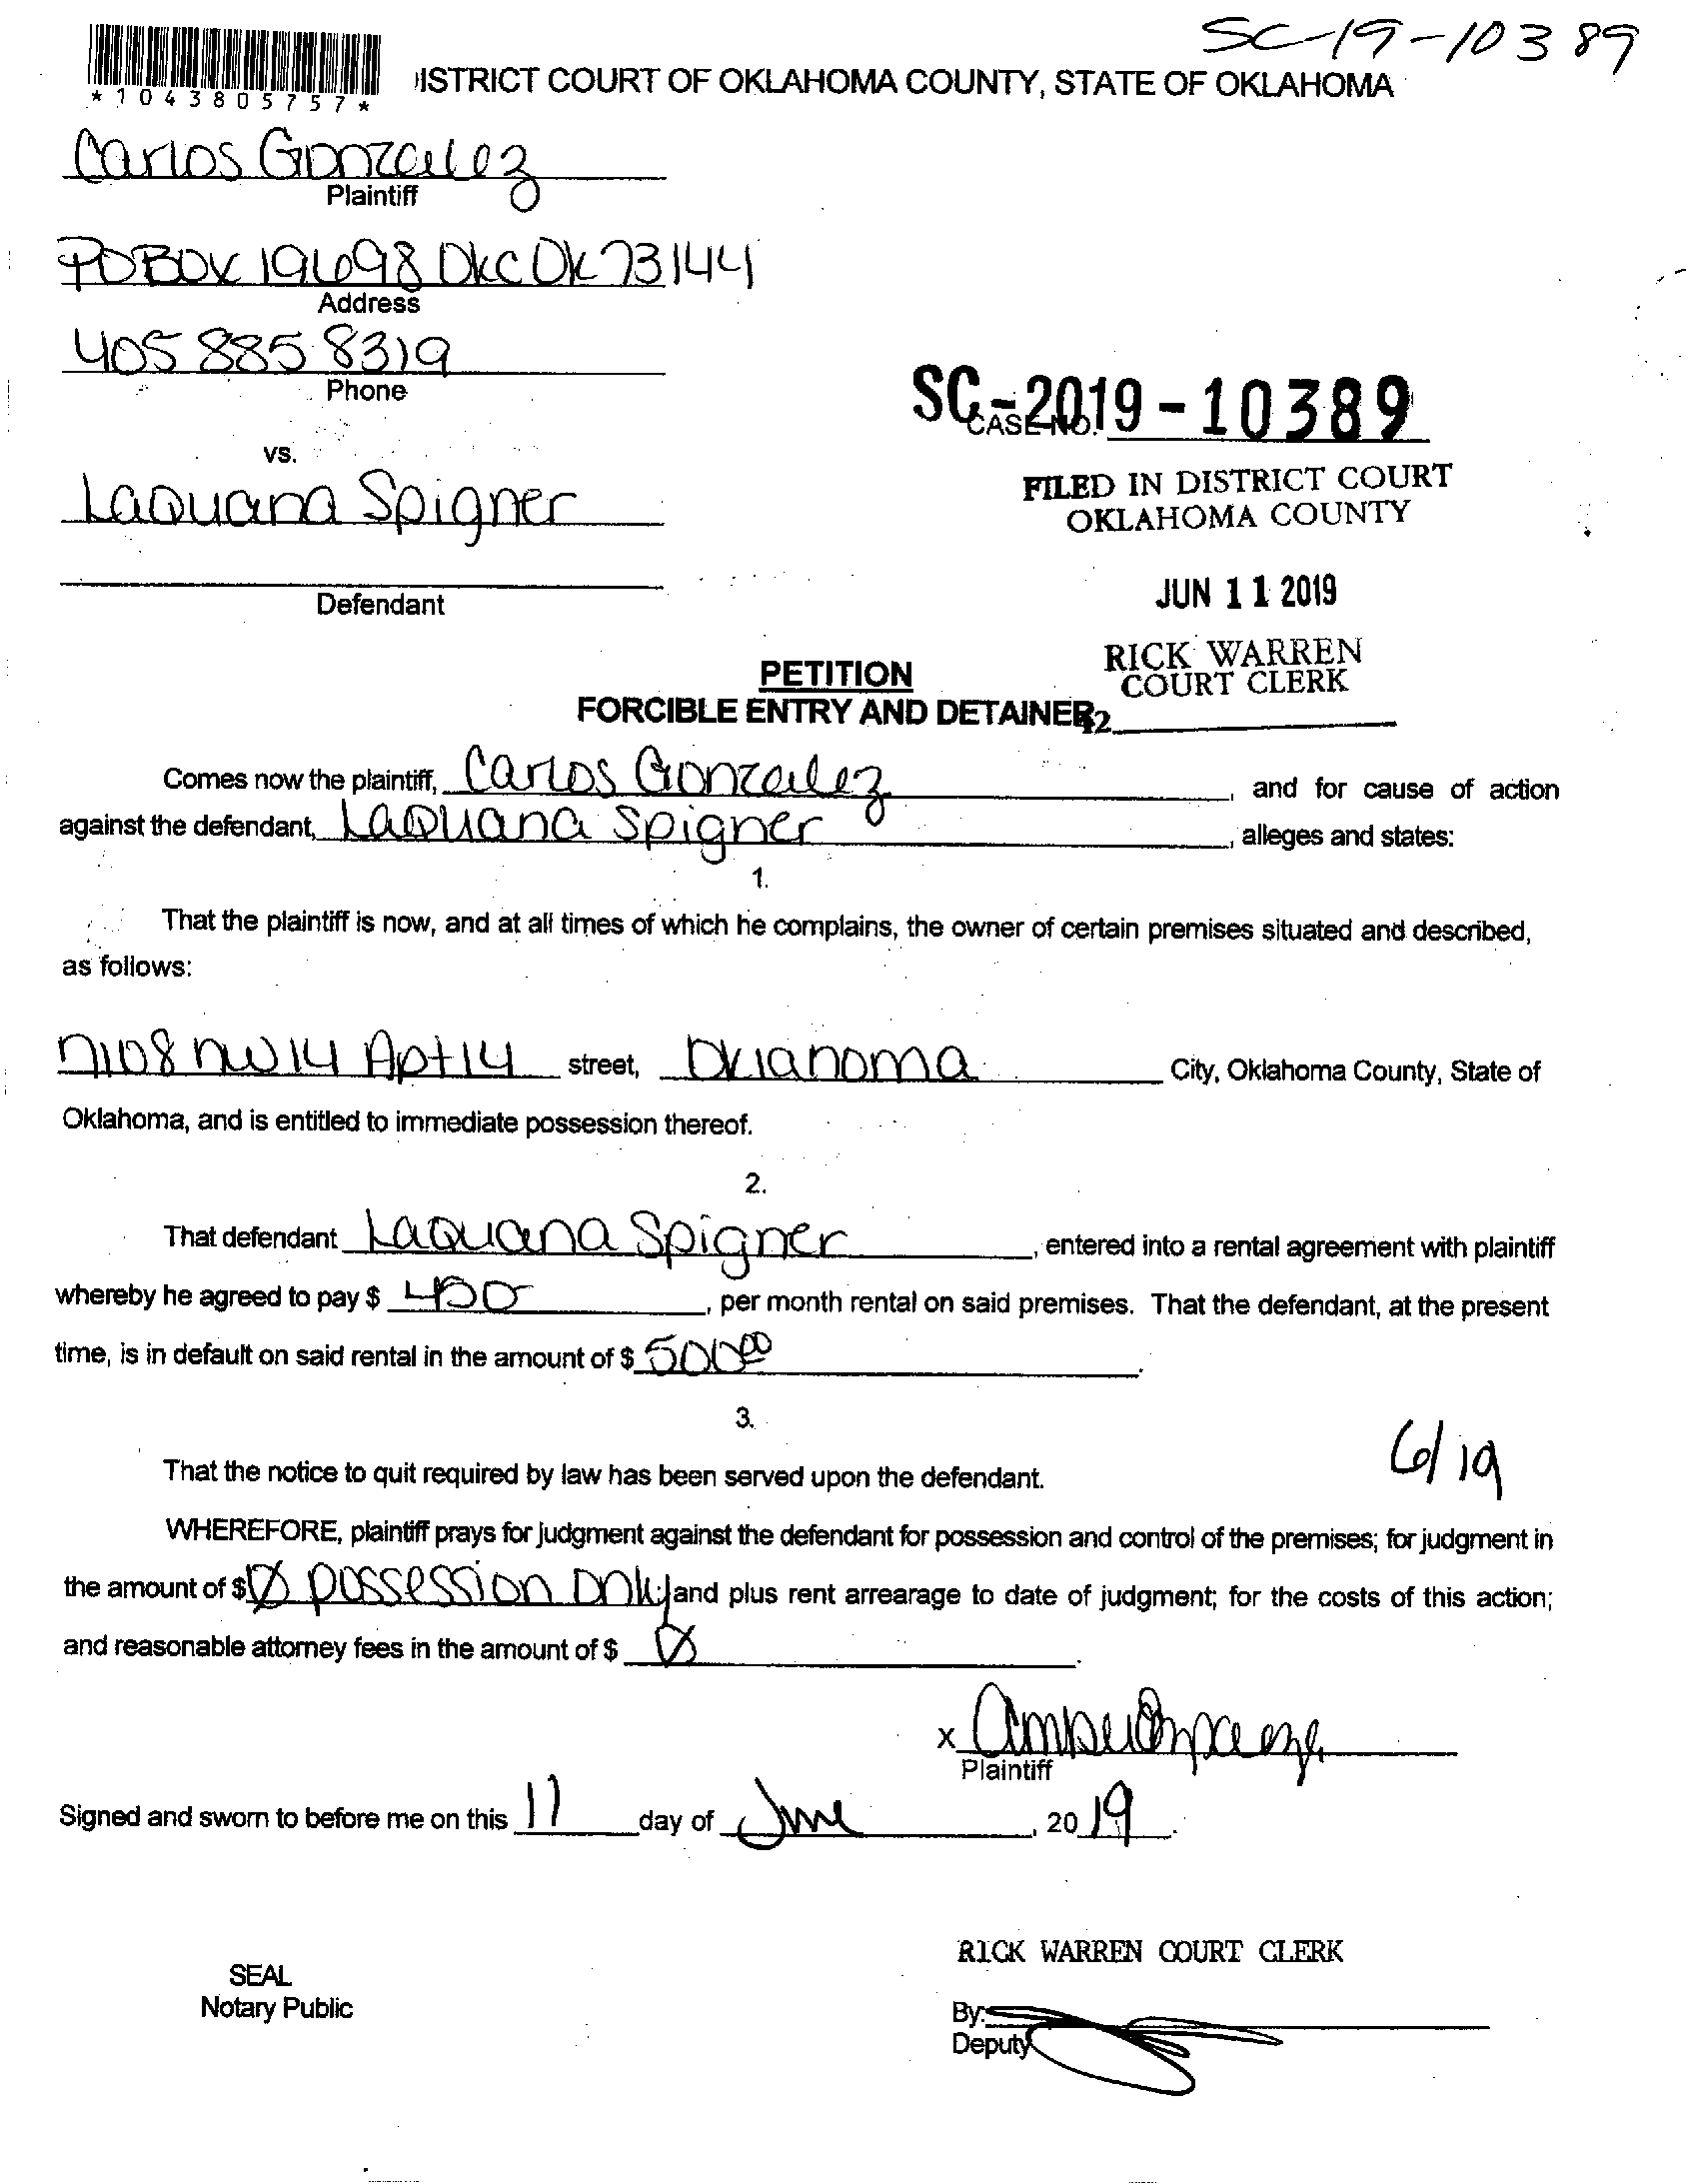 SC-19-10389
*1043805757*
ISTRICT COURT OF OKLAHOMA COUNTY, STATE OF OKLAHOMA
Carlos Gonzalez
Plaintiff
PO BOX 19698 OKC OK 73144
Address
405 885 8319
Phone
SC-2019-10389
CASE NO.
vs.
LaQuana Spigner
FILED IN DISTRICT COURT
OKLAHOMA COUNTY
Defendant
JUN 11 2019
RICK WARREN
COURT CLERK
PETITION
FORCIBLE ENTRY AND DETAINER
42
Comes now the plaintiff, Carlos Gonzalez, and for cause of action
against the defendant, LaQuana Spigner, alleges and states:
1.
That the plaintiff is now, and at all times of which he complains, the owner of certain premises situated and described,
as follows:
7108 NW 14 Apt 14 street, Oklahoma City, Oklahoma County, State of
Oklahoma, and is entitled to immediate possession thereof.
2.
That defendant LaQuana Spigner, entered into a rental agreement with plaintiff
whereby he agreed to pay $ , per month rental on said premises. That the defendant, at the present
time, is in default on said rental in the amount of $ 500.00.
3.
6/19
That the notice to quit required by law has been served upon the defendant.
WHEREFORE, plaintiff prays for judgment against the defendant for possession and control of the premises; for judgment in
the amount of $ Ø possession only and plus rent arrearage to date of judgment; for the costs of this action;
and reasonable attorney fees in the amount of $ Ø.
X
Plaintiff
Signed and sworn to before me on this 11 day of June, 2019.
RICK WARREN COURT CLERK
SEAL
Notary Public
By:
Deputy